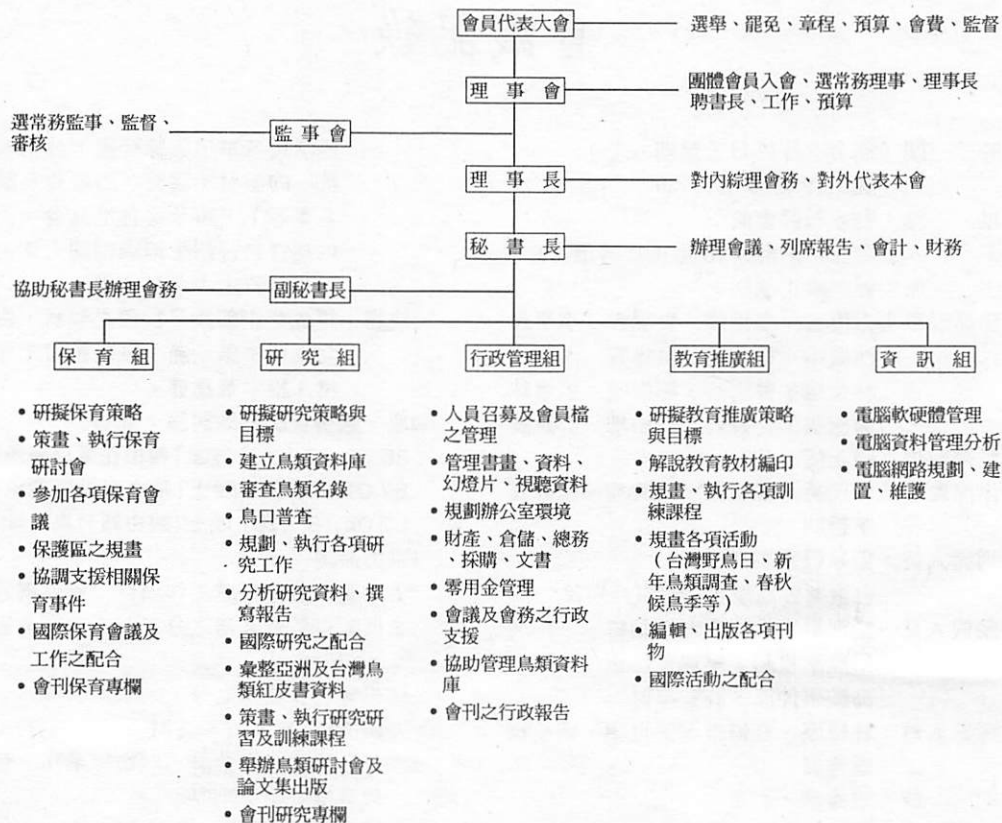 會員代表大會
選舉、罷免、章程、預算、會費、監督
理事會
團體會員入會、選常務理事、理事長
聘書長、工作、預算
選常務監事、監督、
審核
監事會
理事長
對內綜理會務、對外代表本會
秘書長
辦理會議、列席報告、會計、財務
協助秘書長辦理會務
副秘書長
保育組
• 研擬保育策略
• 策畫、執行保育
研討會
• 參加各項保育會
議
• 保護區之規畫
• 協調支援相關保
育事件
• 國際保育會議及
工作之配合
• 會刊保育專欄
研究組
• 研擬研究策略與
目標
• 建立鳥類資料庫
• 審查鳥類名錄
• 鳥口普查
• 規劃、執行各項研
究工作
• 分析研究資料、撰
寫報告
• 國際研究之配合
• 彙整亞洲及台灣鳥
類紅皮書資料
• 策畫、執行研究研
習及訓練課程
• 舉辦鳥類研討會及
論文集出版
• 會刊研究專欄
行政管理組
• 人員召募及會員檔
之管理
• 管理書畫、資料、
幻燈片、視聽資料
• 規劃辦公室環境
• 財產、倉儲、總務
、採購、文書
• 零用金管理
• 會議及會務之行政
支援
• 協助管理鳥類資料
庫
• 會刊之行政報告
教育推廣組
• 研擬教育推廣策略
與目標
• 解說教育教材編印
• 規畫、執行各項訓
練課程
• 規畫各項活動
（台灣野鳥日、新
年鳥類調查、春秋
候鳥季等）
• 編輯、出版各項刊
物
• 國際活動之配合
資訊組
• 電腦軟硬體管理
• 電腦資料管理分析
• 電腦網路規劃、建
置、維護